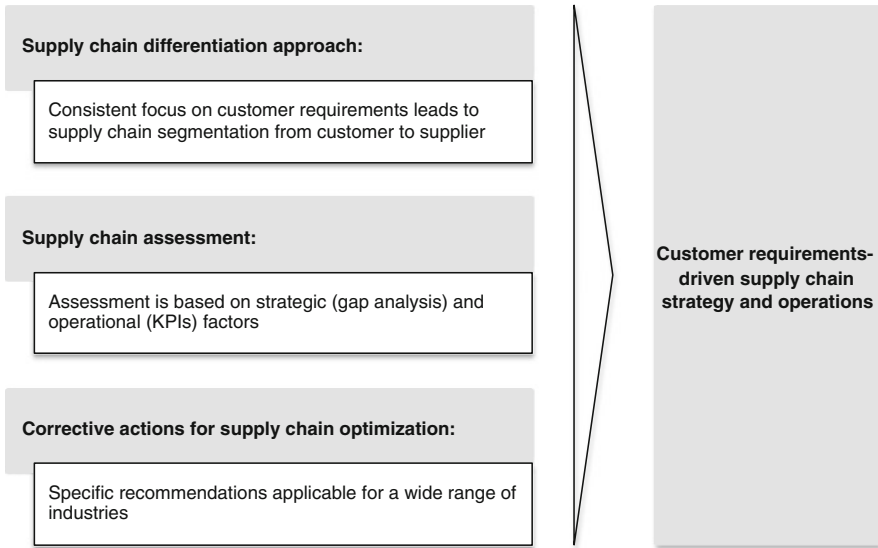 Supply chain differentiation approach:
Consistent focus on customer requirements leads to
supply chain segmentation from customer to supplier
Supply chain assessment:
Assessment is based on strategic (gap analysis) and
operational (KPIs) factors
Corrective actions for supply chain optimization:
Specific recommendations applicable for a wide range of
industries
Customer requirements-
driven supply chain
strategy and operations